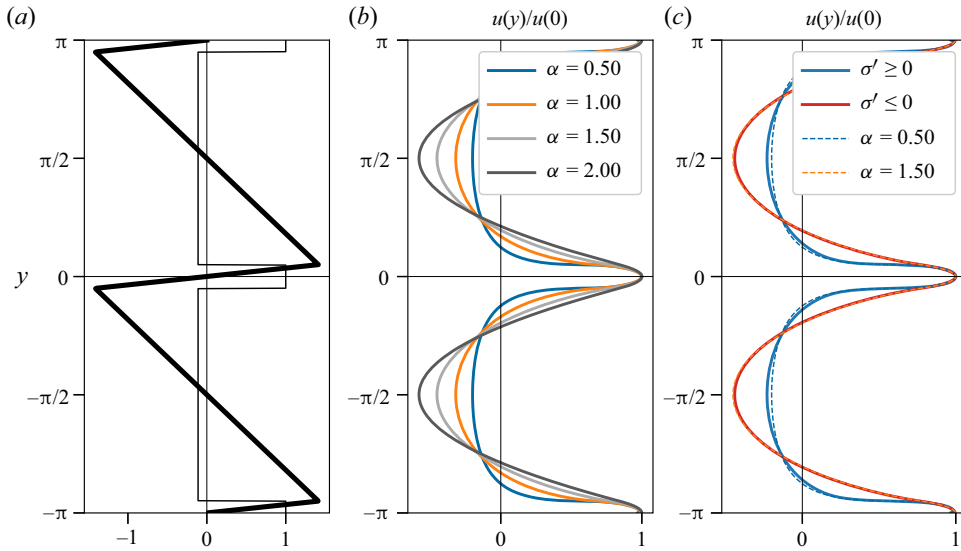 (a) (b) u(y)/u(0) (c) u(y)/u(0)
π π π
α = 0.50 σ′ ≥ 0
α = 1.00 σ′ ≤ 0
α = 1.50 α = 0.50
α = 2.00 α = 1.50
π/2 π/2 π/2
y 0 0 0
−π/2 −π/2 −π/2
−π −π −π
−1 0 1 0 1 0 1